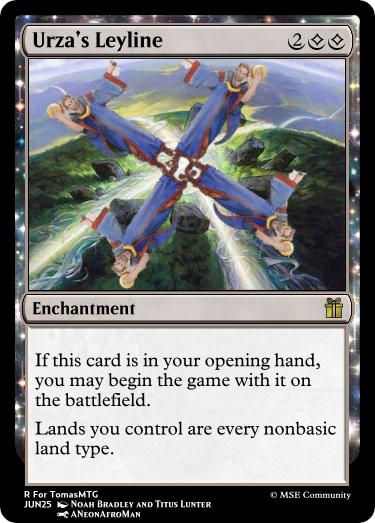 Urza's Leyline 2
Enchantment
If this card is in your opening hand,
you may begin the game with it on
the battlefield.
Lands you control are every nonbasic
land type.
R For TomasMTG
JUN25 Noah Bradley and Titus Lunter
ANeonAfroMan
© MSE Community